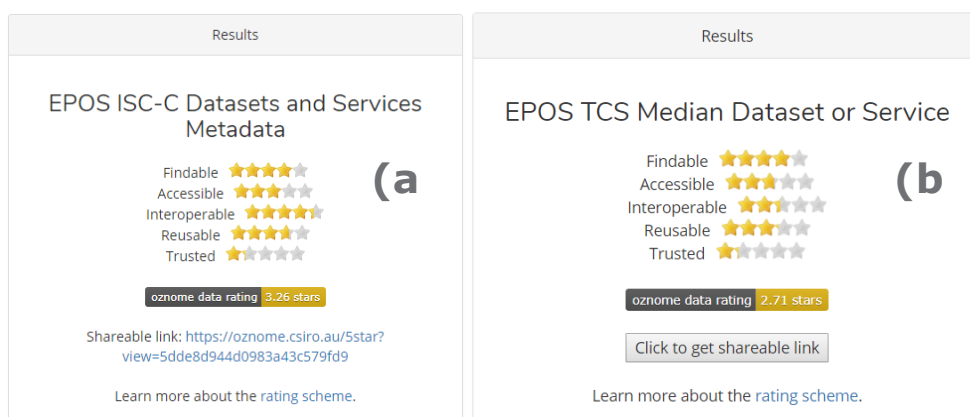 Results
EPOS ISC-C Datasets and Services
Metadata
Findable
Accessible
Interoperable
Reusable
Trusted
(a
oznome data rating 3.26 stars
Shareable link: https://oznome.csiro.au/5star?
view=5dde8d944d0983a43c579fd9
Learn more about the rating scheme.
Results
EPOS TCS Median Dataset or Service
Findable
Accessible
Interoperable
Reusable
Trusted
(b
oznome data rating 2.71 stars
Click to get shareable link
Learn more about the rating scheme.